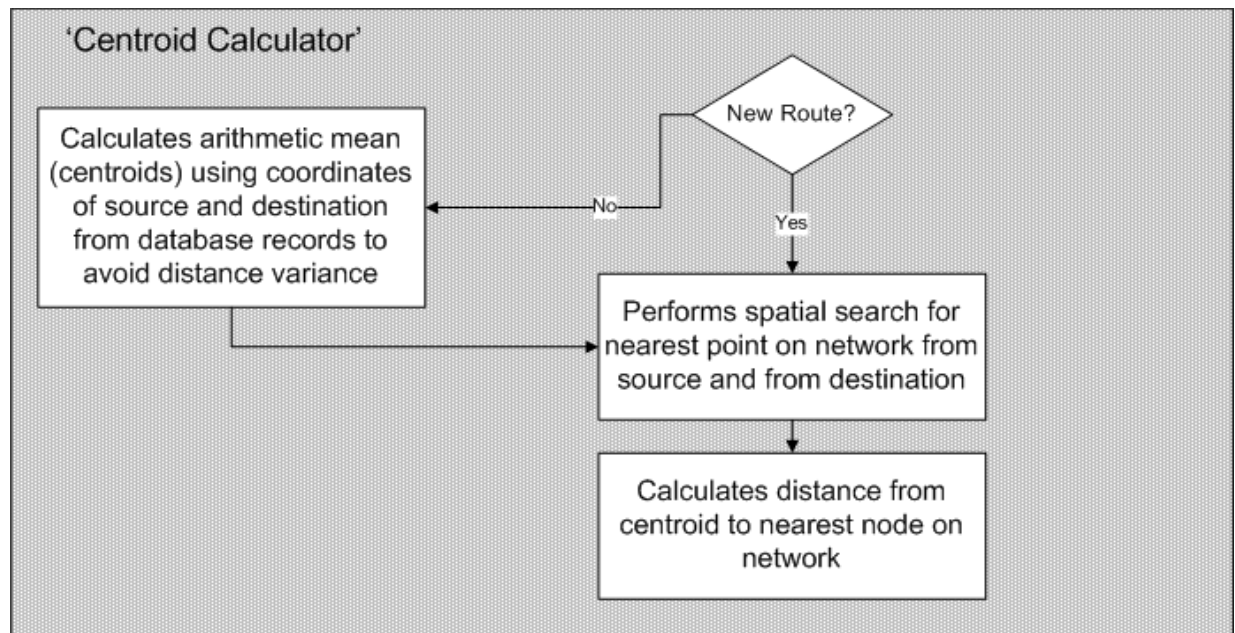 ‘Centroid Calculator’
New Route?
Calculates arithmetic mean
(centroids) using coordinates
of source and destination
from database records to
avoid distance variance
No
Yes
Performs spatial search for
nearest point on network from
source and from destination
Calculates distance from
centroid to nearest node on
network